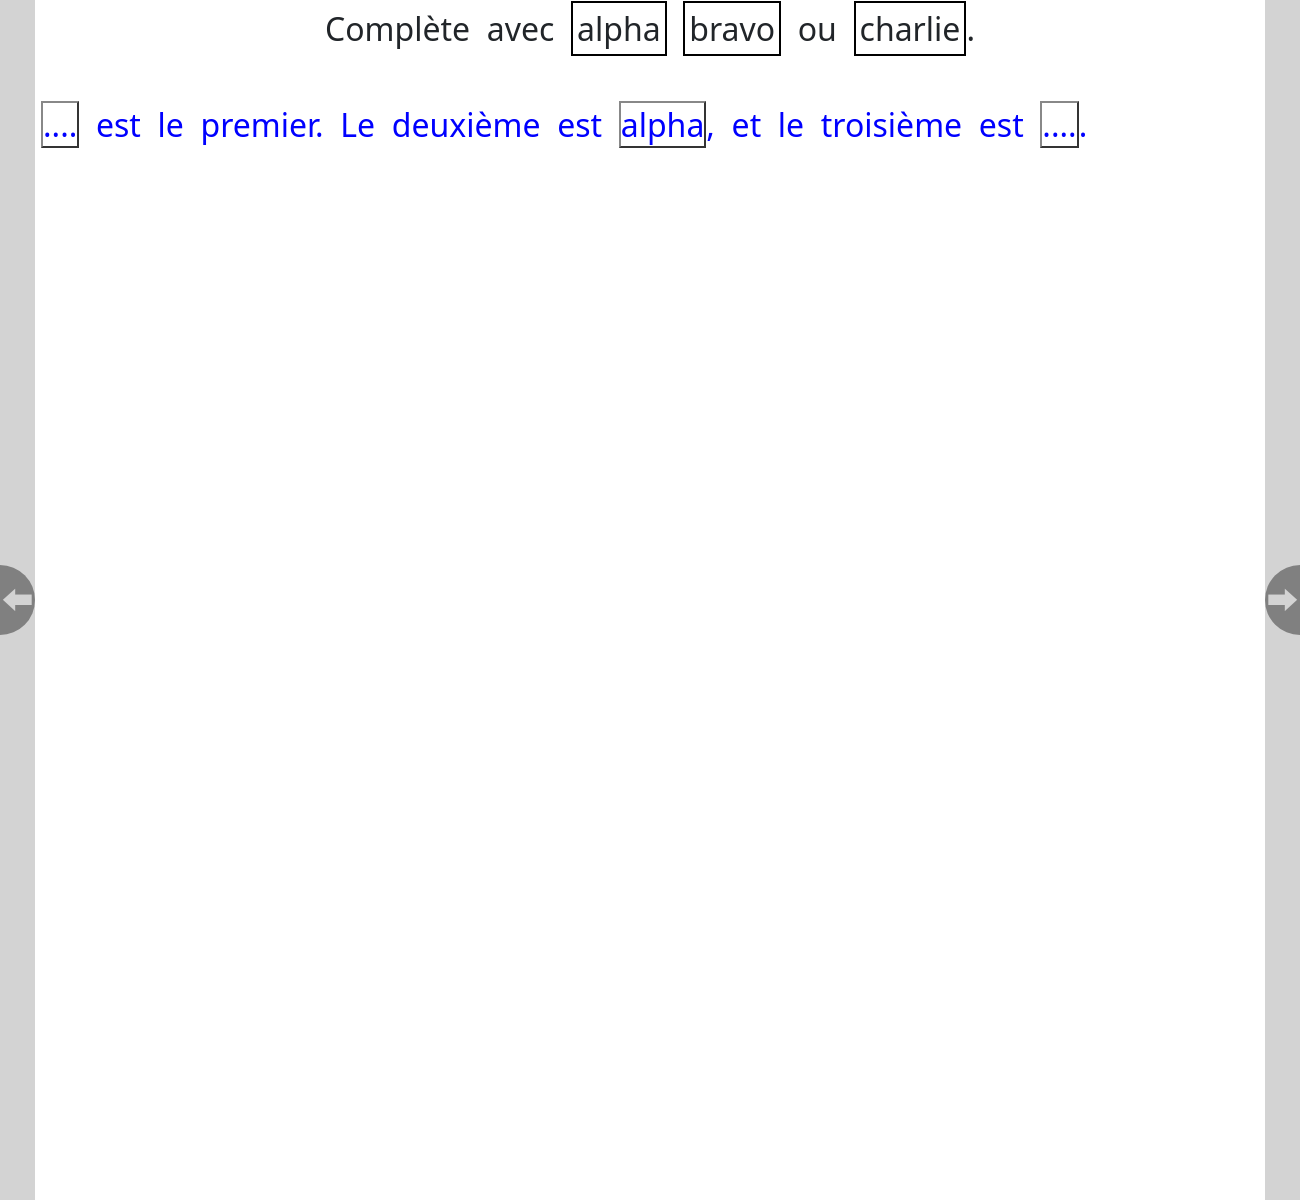 Complète avec alpha bravo ou charlie.
.... est le premier. Le deuxième est alpha, et le troisième est .....